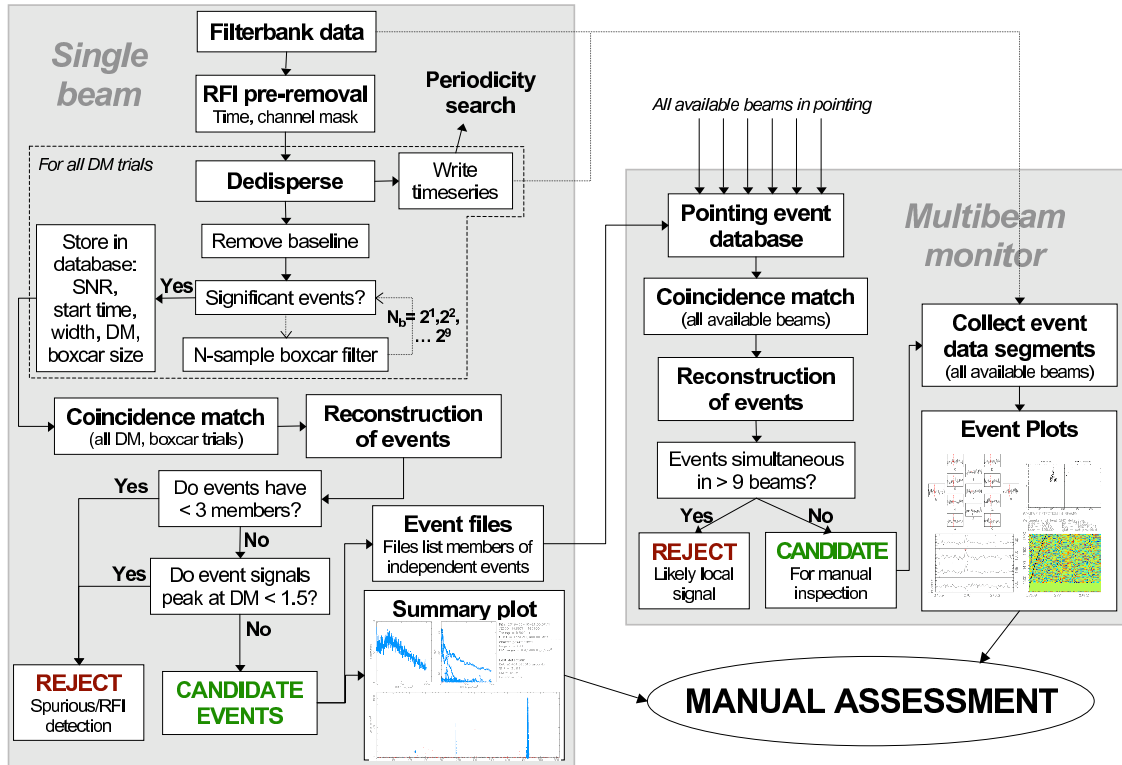 Single
beam
Filterbank data
RFI pre-removal
Time, channel mask
Periodicity
search
For all DM trials
Dedisperse
Write
timeseries
Remove baseline
Store in
database:
SNR,
start time,
width, DM,
boxcar size
Yes
Significant events?
N_b= 2^1,2^2,
... 2^9
N-sample boxcar filter
Coincidence match
(all DM, boxcar trials)
Reconstruction
of events
Yes
Do events have
< 3 members?
No
Yes
Do event signals
peak at DM < 1.5?
No
REJECT
Spurious/RFI
detection
CANDIDATE
EVENTS
Event files
Files list members of
independent events
Summary plot
All available beams in pointing
Multibeam
monitor
Pointing event
database
Coincidence match
(all available beams)
Reconstruction
of events
Events simultaneous
in > 9 beams?
Yes
No
REJECT
Likely local
signal
CANDIDATE
For manual
inspection
Collect event
data segments
(all available beams)
Event Plots
MANUAL ASSESSMENT